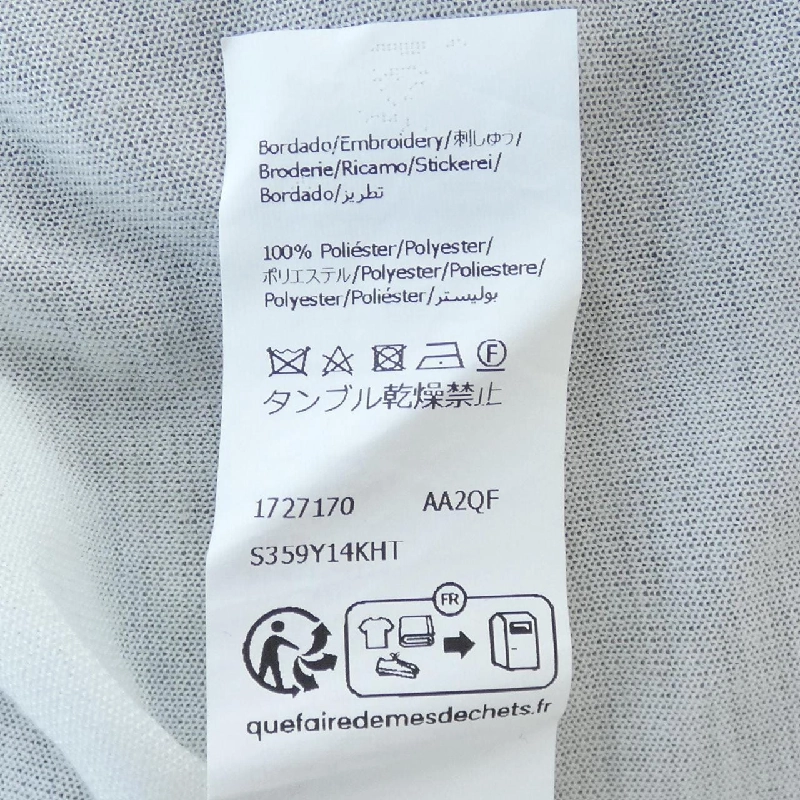 Bordado/Embroidery/刺しゅう/
Broderie/Ricamo/Stickerei/
Bordado/تطريز
100% Poliéster/Polyester/
ポリエステル/Polyester/Poliestere/
Polyester/Poliéster/بوليستر
F
タンブル乾燥禁止
1727170 AA2QF
S359Y14KHT
FR
quefairedemesdechets.fr